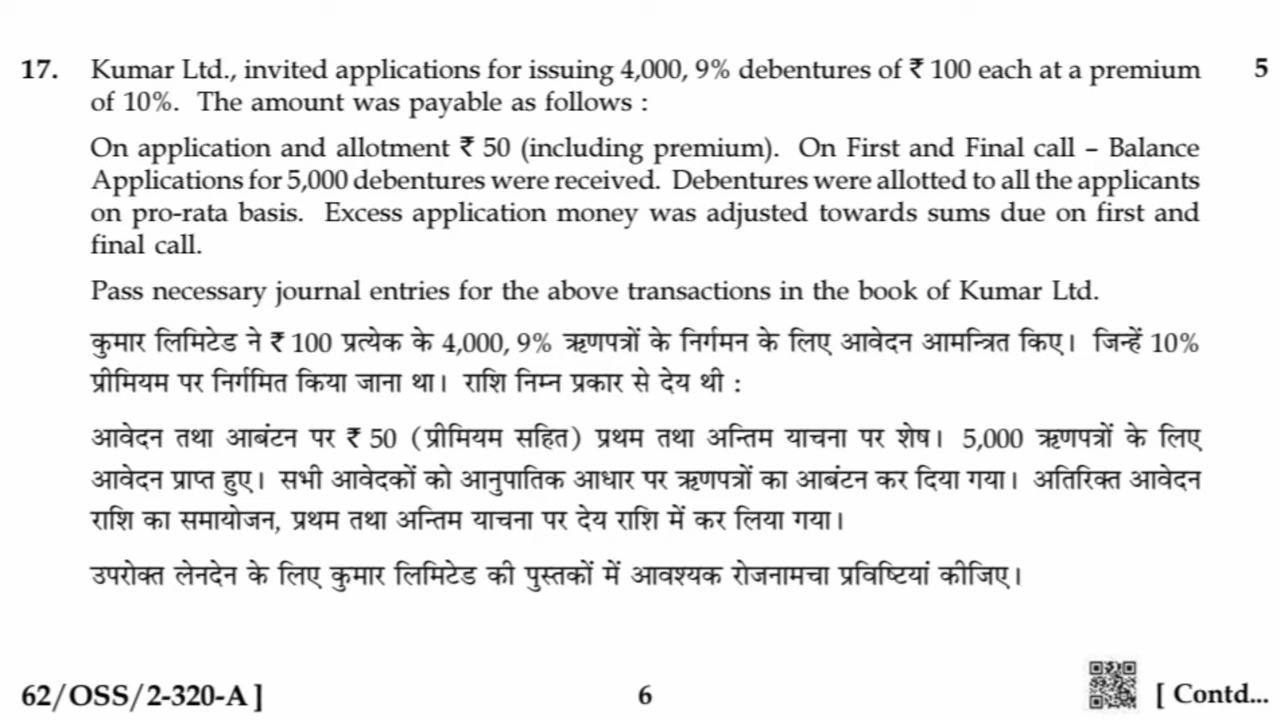 17. Kumar Ltd., invited applications for issuing 4,000, 9% debentures of ₹ 100 each at a premium 5
of 10%. The amount was payable as follows :
On application and allotment ₹ 50 (including premium). On First and Final call – Balance
Applications for 5,000 debentures were received. Debentures were allotted to all the applicants
on pro-rata basis. Excess application money was adjusted towards sums due on first and
final call.
Pass necessary journal entries for the above transactions in the book of Kumar Ltd.
कुमार लिमिटेड ने ₹ 100 प्रत्येक के 4,000, 9% ऋणपत्रों के निर्गमन के लिए आवेदन आमन्त्रित किए। जिन्हें 10%
प्रीमियम पर निर्गमित किया जाना था। राशि निम्न प्रकार से देय थी :
आवेदन तथा आबंटन पर ₹ 50 (प्रीमियम सहित) प्रथम तथा अन्तिम याचना पर शेष। 5,000 ऋणपत्रों के लिए
आवेदन प्राप्त हुए। सभी आवेदकों को आनुपातिक आधार पर ऋणपत्रों का आबंटन कर दिया गया। अतिरिक्त आवेदन
राशि का समायोजन, प्रथम तथा अन्तिम याचना पर देय राशि में कर लिया गया।
उपरोक्त लेनदेन के लिए कुमार लिमिटेड की पुस्तकों में आवश्यक रोजनामचा प्रविष्टियां कीजिए।
62/OSS/2-320-A ] 6 [ Contd...